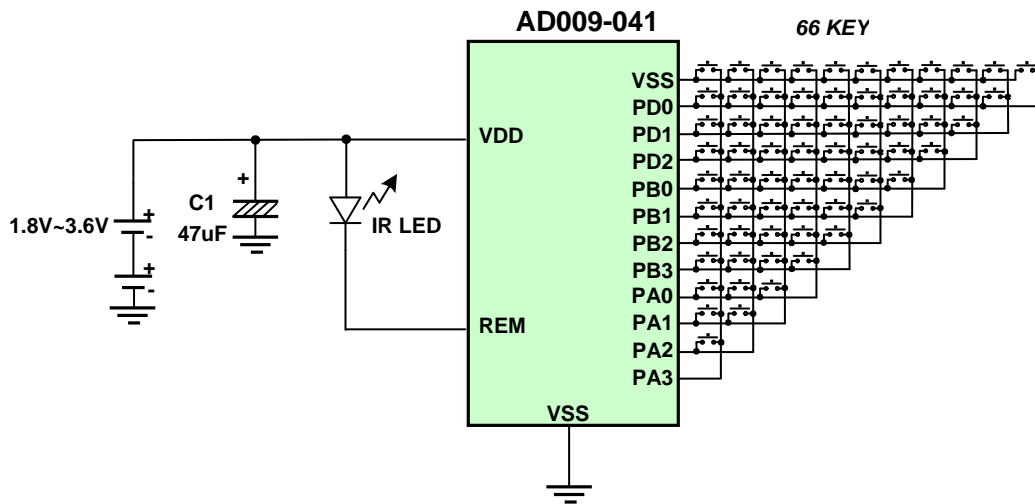 AD009-041
66 KEY
VSS
PD0
PD1
PD2
PB0
PB1
PB2
PB3
PA0
PA1
PA2
PA3
VDD
REM
VSS
+
C1
47uF
IR LED
1.8V~3.6V
+
-
+
-